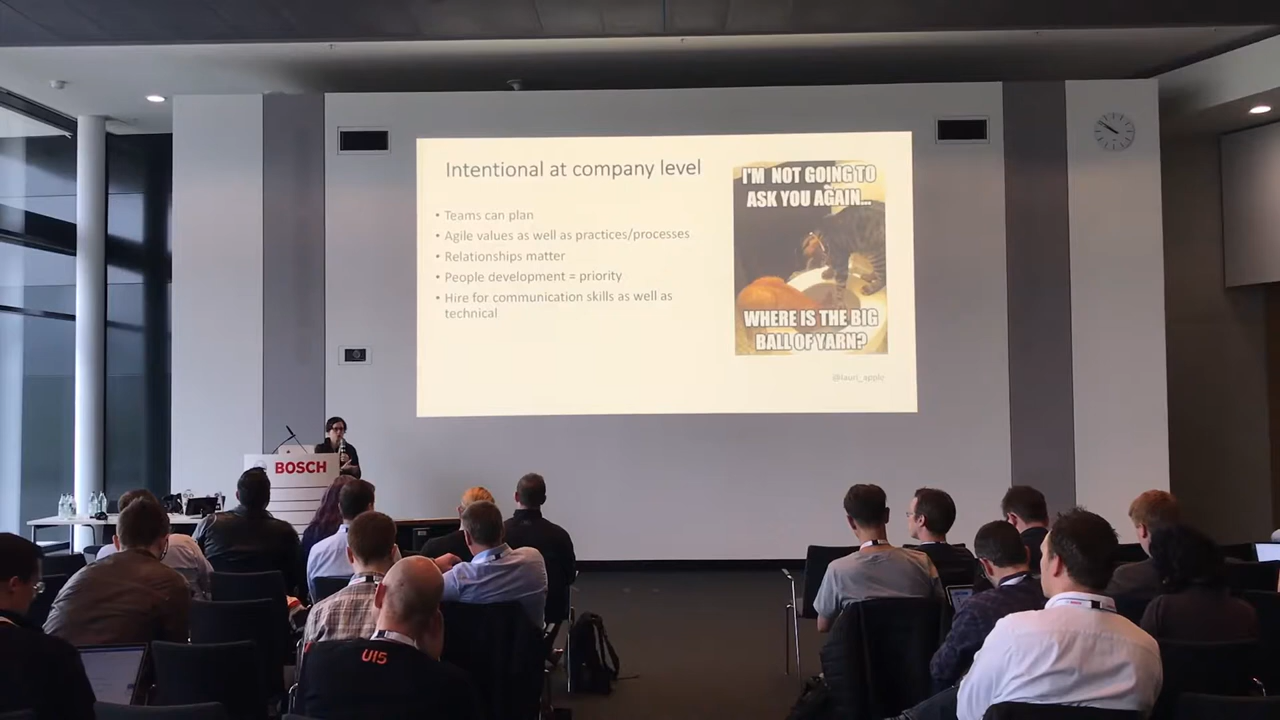 Intentional at company level
• Teams can plan
• Agile values as well as practices/processes
• Relationships matter
• People development = priority
• Hire for communication skills as well as
technical
I'M NOT GOING TO
ASK YOU AGAIN...
WHERE IS THE BIG
BALL OF YARN?
@lauri_apple
BOSCH
U15